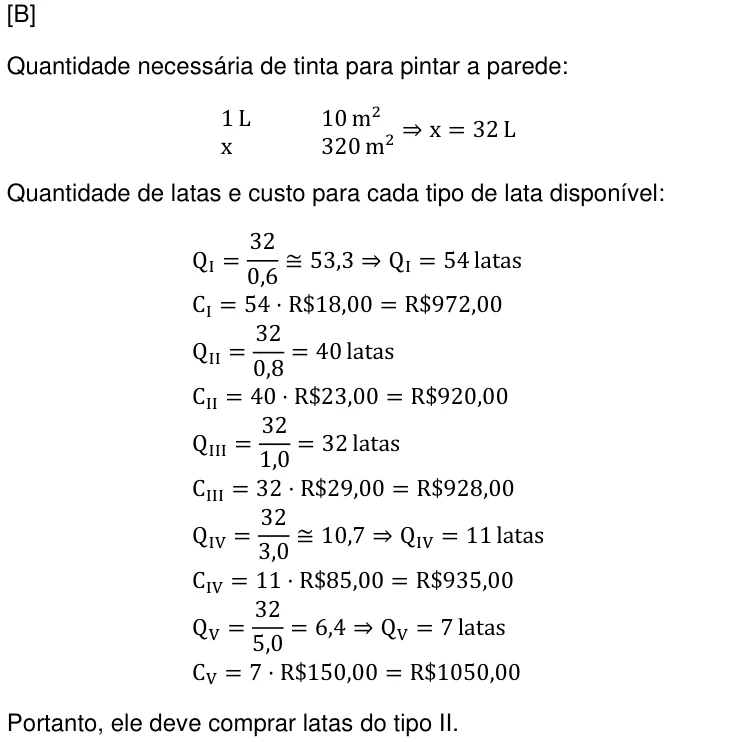 [B]
Quantidade necessária de tinta para pintar a parede:
1 L 10 m²
x 320 m² ⇒ x = 32 L
Quantidade de latas e custo para cada tipo de lata disponível:
Q_I = 32/0,6 ≅ 53,3 ⇒ Q_I = 54 latas
C_I = 54 · R$18,00 = R$972,00
Q_II = 32/0,8 = 40 latas
C_II = 40 · R$23,00 = R$920,00
Q_III = 32/1,0 = 32 latas
C_III = 32 · R$29,00 = R$928,00
Q_IV = 32/3,0 ≅ 10,7 ⇒ Q_IV = 11 latas
C_IV = 11 · R$85,00 = R$935,00
Q_V = 32/5,0 = 6,4 ⇒ Q_V = 7 latas
C_V = 7 · R$150,00 = R$1050,00
Portanto, ele deve comprar latas do tipo II.